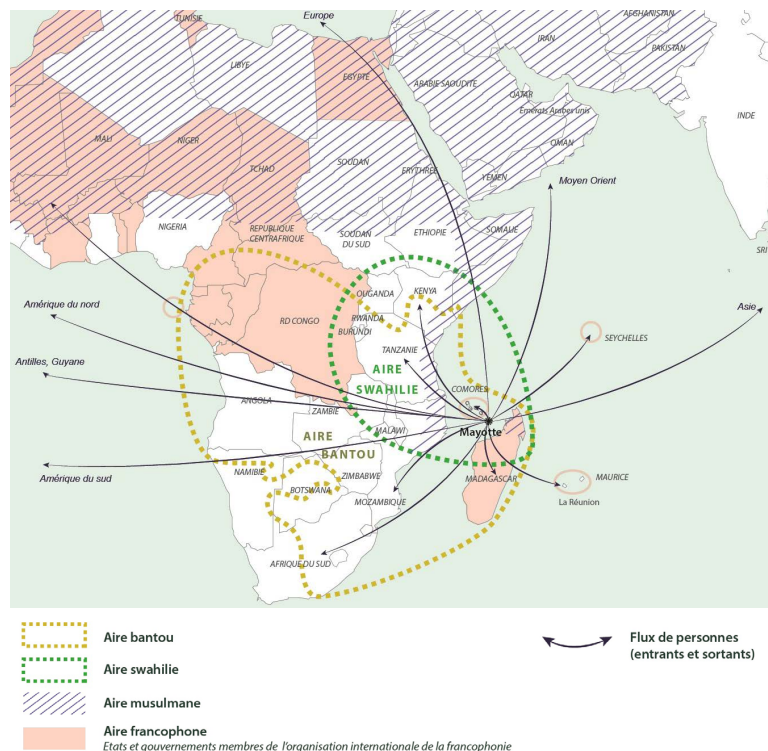 Europe
TUNISIE
AFGHANISTAN
IRAN
PAKISTAN
LIBYE
EGYPTE
ARABIE SAOUDITE
QATAR
Emirats Arabes unis
INDE
OMAN
MALI
NIGER
TCHAD
SOUDAN
ERYTHRÉE
YEMEN
Moyen Orient
NIGERIA
REPUBLIQUE
CENTRAFRIQUE
SOUDAN
DU SUD
ETHIOPIE
SOMALIE
SRI
Amérique du nord
OUGANDA
KENYA
Asie
RD CONGO
RWANDA
BURUNDI
SEYCHELLES
Antilles, Guyane
TANZANIE
AIRE
SWAHILIE
COMORES
ANGOLA
ZAMBIE
MALAWI
Mayotte
AIRE
BANTOU
Amérique du sud
NAMIBIE
BOTSWANA
ZIMBABWE
MOZAMBIQUE
MADAGASCAR
MAURICE
La Réunion
AFRIQUE DU SUD
Aire bantou
Aire swahilie
Aire musulmane
Aire francophone
Etats et gouvernements membres de l'organisation internationale de la francophonie
Flux de personnes
(entrants et sortants)